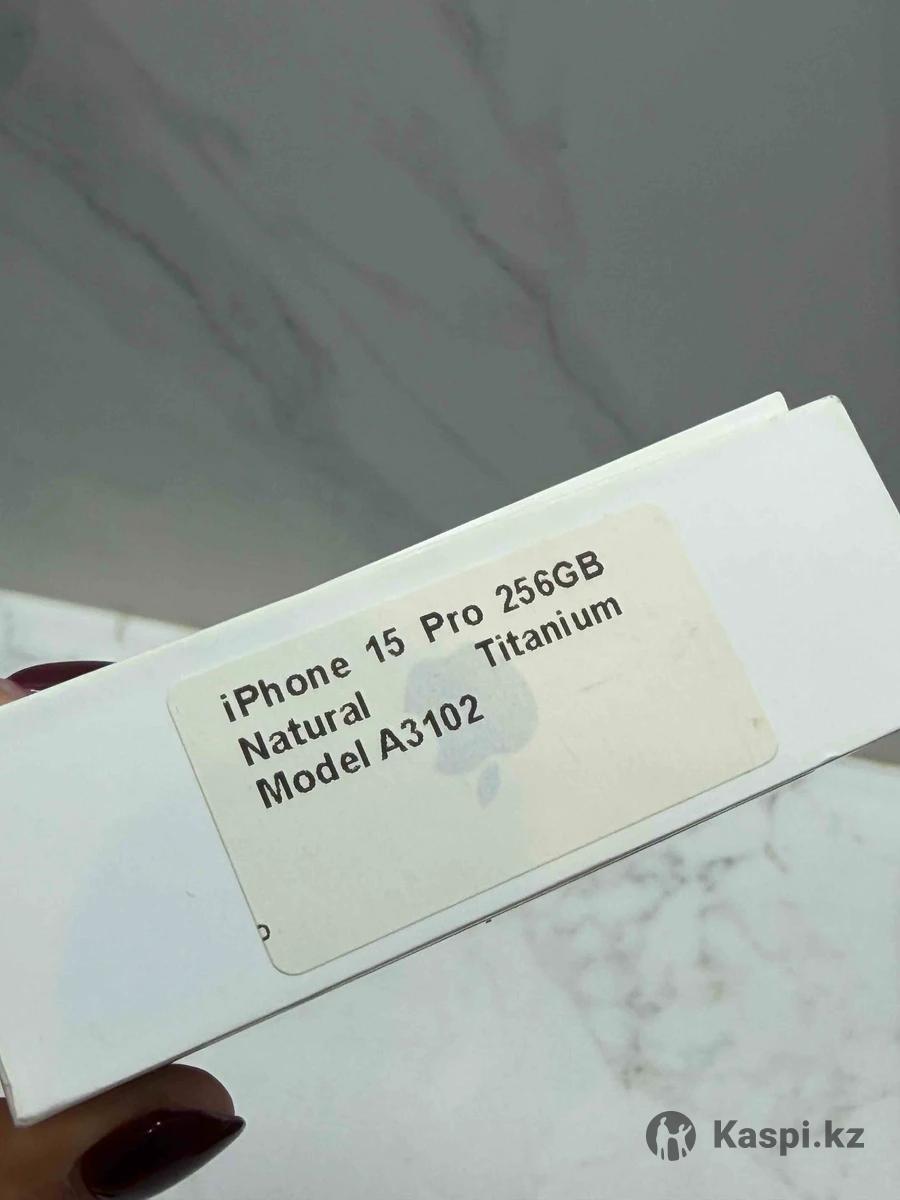 iPhone 15 Pro 256GB
Natural Titanium
Model A3102
Kaspi.kz